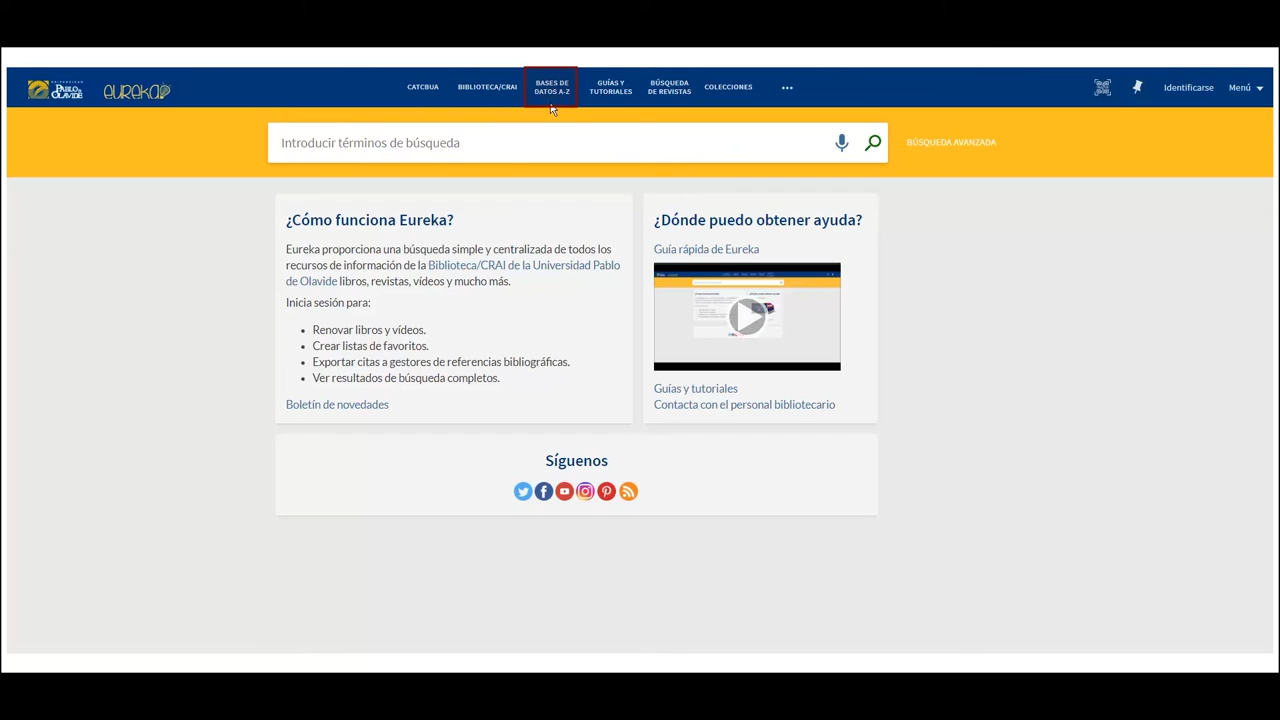 UNIVERSIDAD
PABLO DE
OLAVIDE
eureka
CATCBUA
BIBLIOTECA/CRAI
BASES DE
DATOS A-Z
GUÍAS Y
TUTORIALES
BÚSQUEDA
DE REVISTAS
COLECCIONES
•••
Identificarse
Menú
Introducir términos de búsqueda
BÚSQUEDA AVANZADA
¿Cómo funciona Eureka?
Eureka proporciona una búsqueda simple y centralizada de todos los
recursos de información de la Biblioteca/CRAI de la Universidad Pablo
de Olavide libros, revistas, vídeos y mucho más.
Inicia sesión para:
• Renovar libros y vídeos.
• Crear listas de favoritos.
• Exportar citas a gestores de referencias bibliográficas.
• Ver resultados de búsqueda completos.
Boletín de novedades
¿Dónde puedo obtener ayuda?
Guía rápida de Eureka
Guías y tutoriales
Contacta con el personal bibliotecario
Síguenos